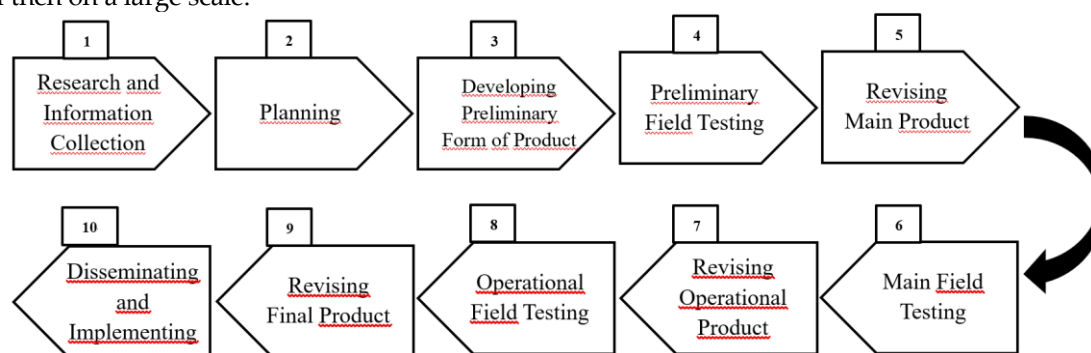 then on a large scale.
1
Research and
Information
Collection
2
Planning
3
Developing
Preliminary
Form of Product
4
Preliminary
Field Testing
5
Revising
Main Product
10
Disseminating
and
Implementing
9
Revising
Final Product
8
Operational
Field Testing
7
Revising
Operational
Product
6
Main Field
Testing